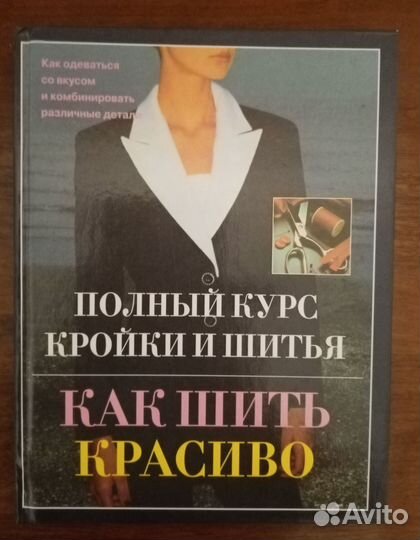 Как одеваться
со вкусом
и комбинировать
различные детали
ПОЛНЫЙ КУРС
КРОЙКИ И ШИТЬЯ
КАК ШИТЬ
КРАСИВО
Avito